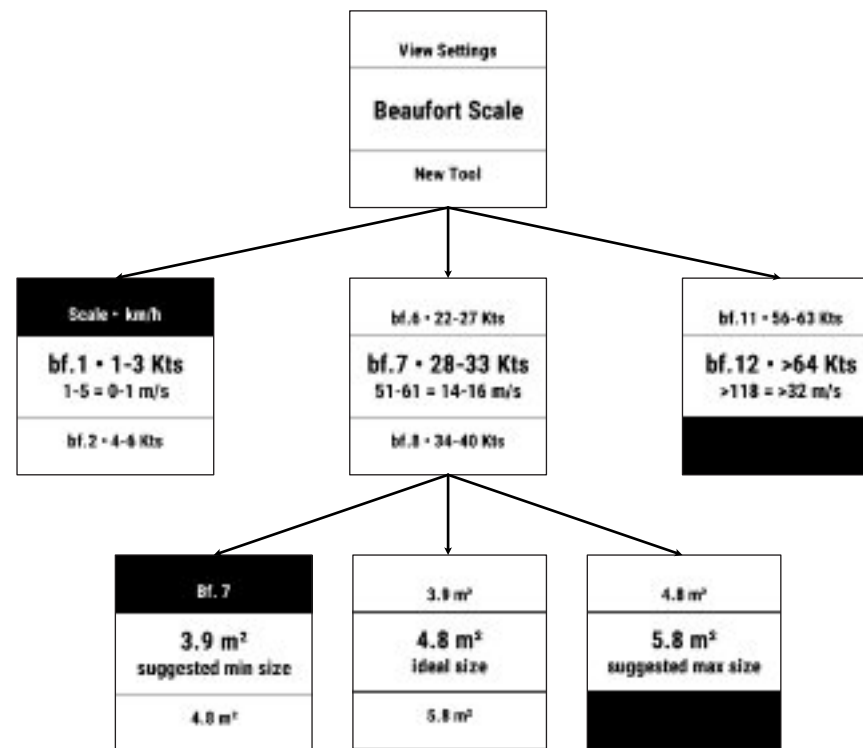 View Settings
Beaufort Scale
New Tool
Scale • km/h
bf.1 • 1-3 Kts
1-5 = 0-1 m/s
bf.2 • 4-6 Kts
bf.6 • 22-27 Kts
bf.7 • 28-33 Kts
51-61 = 14-16 m/s
bf.8 • 34-40 Kts
bf.11 • 56-63 Kts
bf.12 • >64 Kts
>118 = >32 m/s
Bf. 7
3.9 m²
suggested min size
4.8 m²
3.9 m²
4.8 m²
ideal size
5.8 m²
4.8 m²
5.8 m²
suggested max size